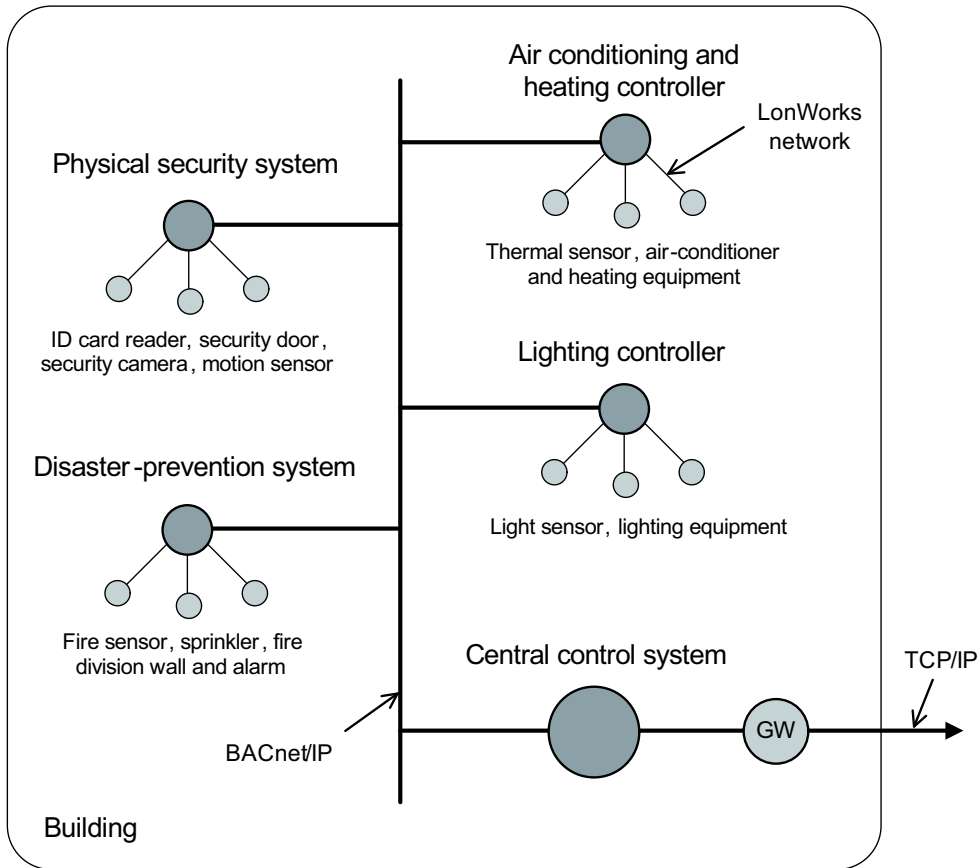 Air conditioning and
heating controller
LonWorks
network
Thermal sensor, air-conditioner
and heating equipment
Physical security system
ID card reader, security door,
security camera, motion sensor
Lighting controller
Light sensor, lighting equipment
Disaster-prevention system
Fire sensor, sprinkler, fire
division wall and alarm
Central control system
TCP/IP
GW
BACnet/IP
Building